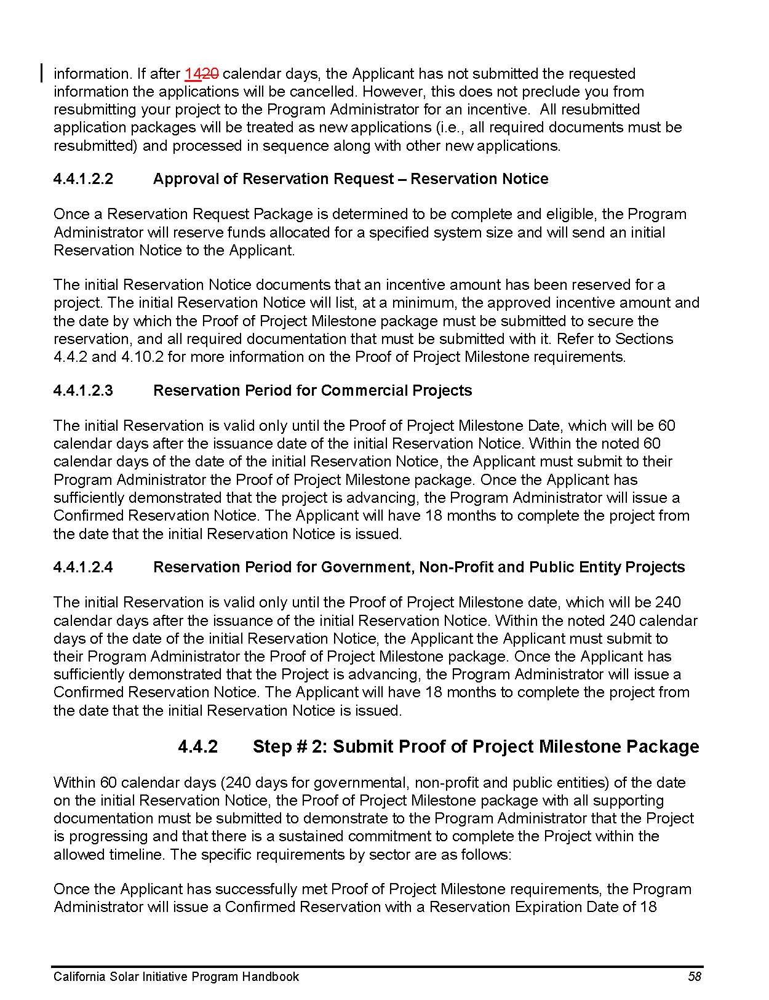 information. If after 1420 calendar days, the Applicant has not submitted the requested
information the applications will be cancelled. However, this does not preclude you from
resubmitting your project to the Program Administrator for an incentive.  All resubmitted
application packages will be treated as new applications (i.e., all required documents must be
resubmitted) and processed in sequence along with other new applications.
4.4.1.2.2 Approval of Reservation Request – Reservation Notice
Once a Reservation Request Package is determined to be complete and eligible, the Program
Administrator will reserve funds allocated for a specified system size and will send an initial
Reservation Notice to the Applicant.
The initial Reservation Notice documents that an incentive amount has been reserved for a
project. The initial Reservation Notice will list, at a minimum, the approved incentive amount and
the date by which the Proof of Project Milestone package must be submitted to secure the
reservation, and all required documentation that must be submitted with it. Refer to Sections
4.4.2 and 4.10.2 for more information on the Proof of Project Milestone requirements.
4.4.1.2.3 Reservation Period for Commercial Projects
The initial Reservation is valid only until the Proof of Project Milestone Date, which will be 60
calendar days after the issuance date of the initial Reservation Notice. Within the noted 60
calendar days of the date of the initial Reservation Notice, the Applicant must submit to their
Program Administrator the Proof of Project Milestone package. Once the Applicant has
sufficiently demonstrated that the project is advancing, the Program Administrator will issue a
Confirmed Reservation Notice. The Applicant will have 18 months to complete the project from
the date that the initial Reservation Notice is issued.
4.4.1.2.4 Reservation Period for Government, Non-Profit and Public Entity Projects
The initial Reservation is valid only until the Proof of Project Milestone date, which will be 240
calendar days after the issuance of the initial Reservation Notice. Within the noted 240 calendar
days of the date of the initial Reservation Notice, the Applicant the Applicant must submit to
their Program Administrator the Proof of Project Milestone package. Once the Applicant has
sufficiently demonstrated that the Project is advancing, the Program Administrator will issue a
Confirmed Reservation Notice. The Applicant will have 18 months to complete the project from
the date that the initial Reservation Notice is issued.
4.4.2 Step # 2: Submit Proof of Project Milestone Package
Within 60 calendar days (240 days for governmental, non-profit and public entities) of the date
on the initial Reservation Notice, the Proof of Project Milestone package with all supporting
documentation must be submitted to demonstrate to the Program Administrator that the Project
is progressing and that there is a sustained commitment to complete the Project within the
allowed timeline. The specific requirements by sector are as follows:
Once the Applicant has successfully met Proof of Project Milestone requirements, the Program
Administrator will issue a Confirmed Reservation with a Reservation Expiration Date of 18
California Solar Initiative Program Handbook 58